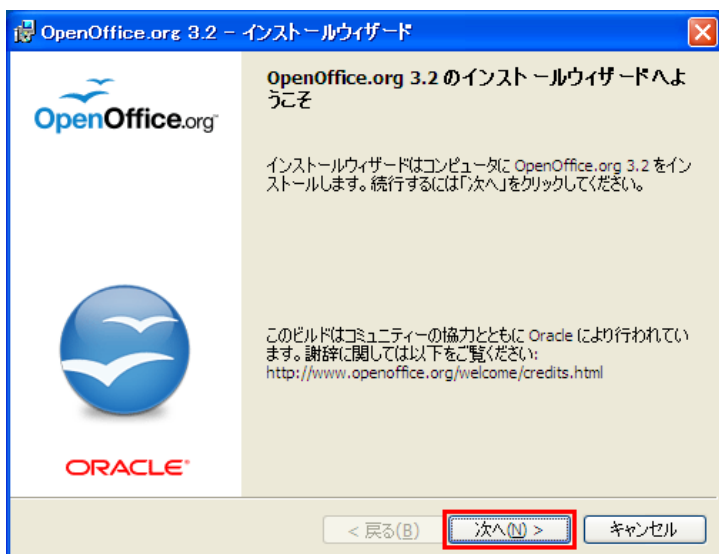 OpenOffice.org 3.2 - インストールウィザード
OpenOffice.org
OpenOffice.org 3.2 のインストールウィザードへよ
うこそ
インストールウィザードはコンピュータに OpenOffice.org 3.2 をイン
ストールします。続行するには「次へ」をクリックしてください。
このビルドはコミュニティーの協力とともに Oracle により行われてい
ます。謝辞に関しては以下をご覧ください:
http://www.openoffice.org/welcome/credits.html
ORACLE
< 戻る(B)
次へ(N) >
キャンセル